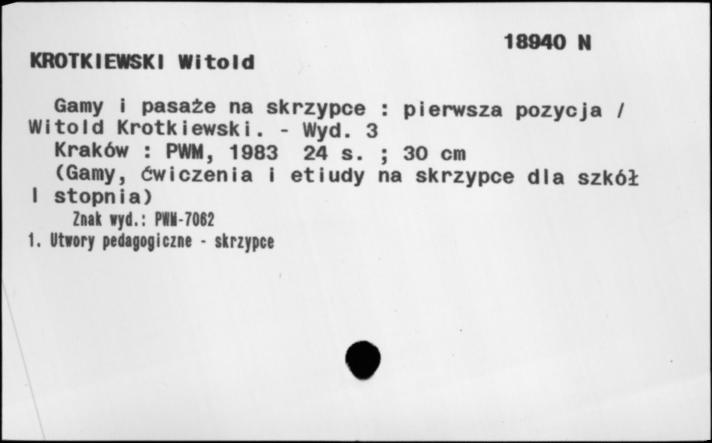 18940 N
KROTKIEWSKI Witold
Gamy i pasaże na skrzypce : pierwsza pozycja /
Witold Krotkiewski. - Wyd. 3
Kraków : PWM, 1983 24 s. ; 30 cm
(Gamy, ćwiczenia i etiudy na skrzypce dla szkół
I stopnia)
Znak wyd.: PWM-7062
1. Utwory pedagogiczne - skrzypce